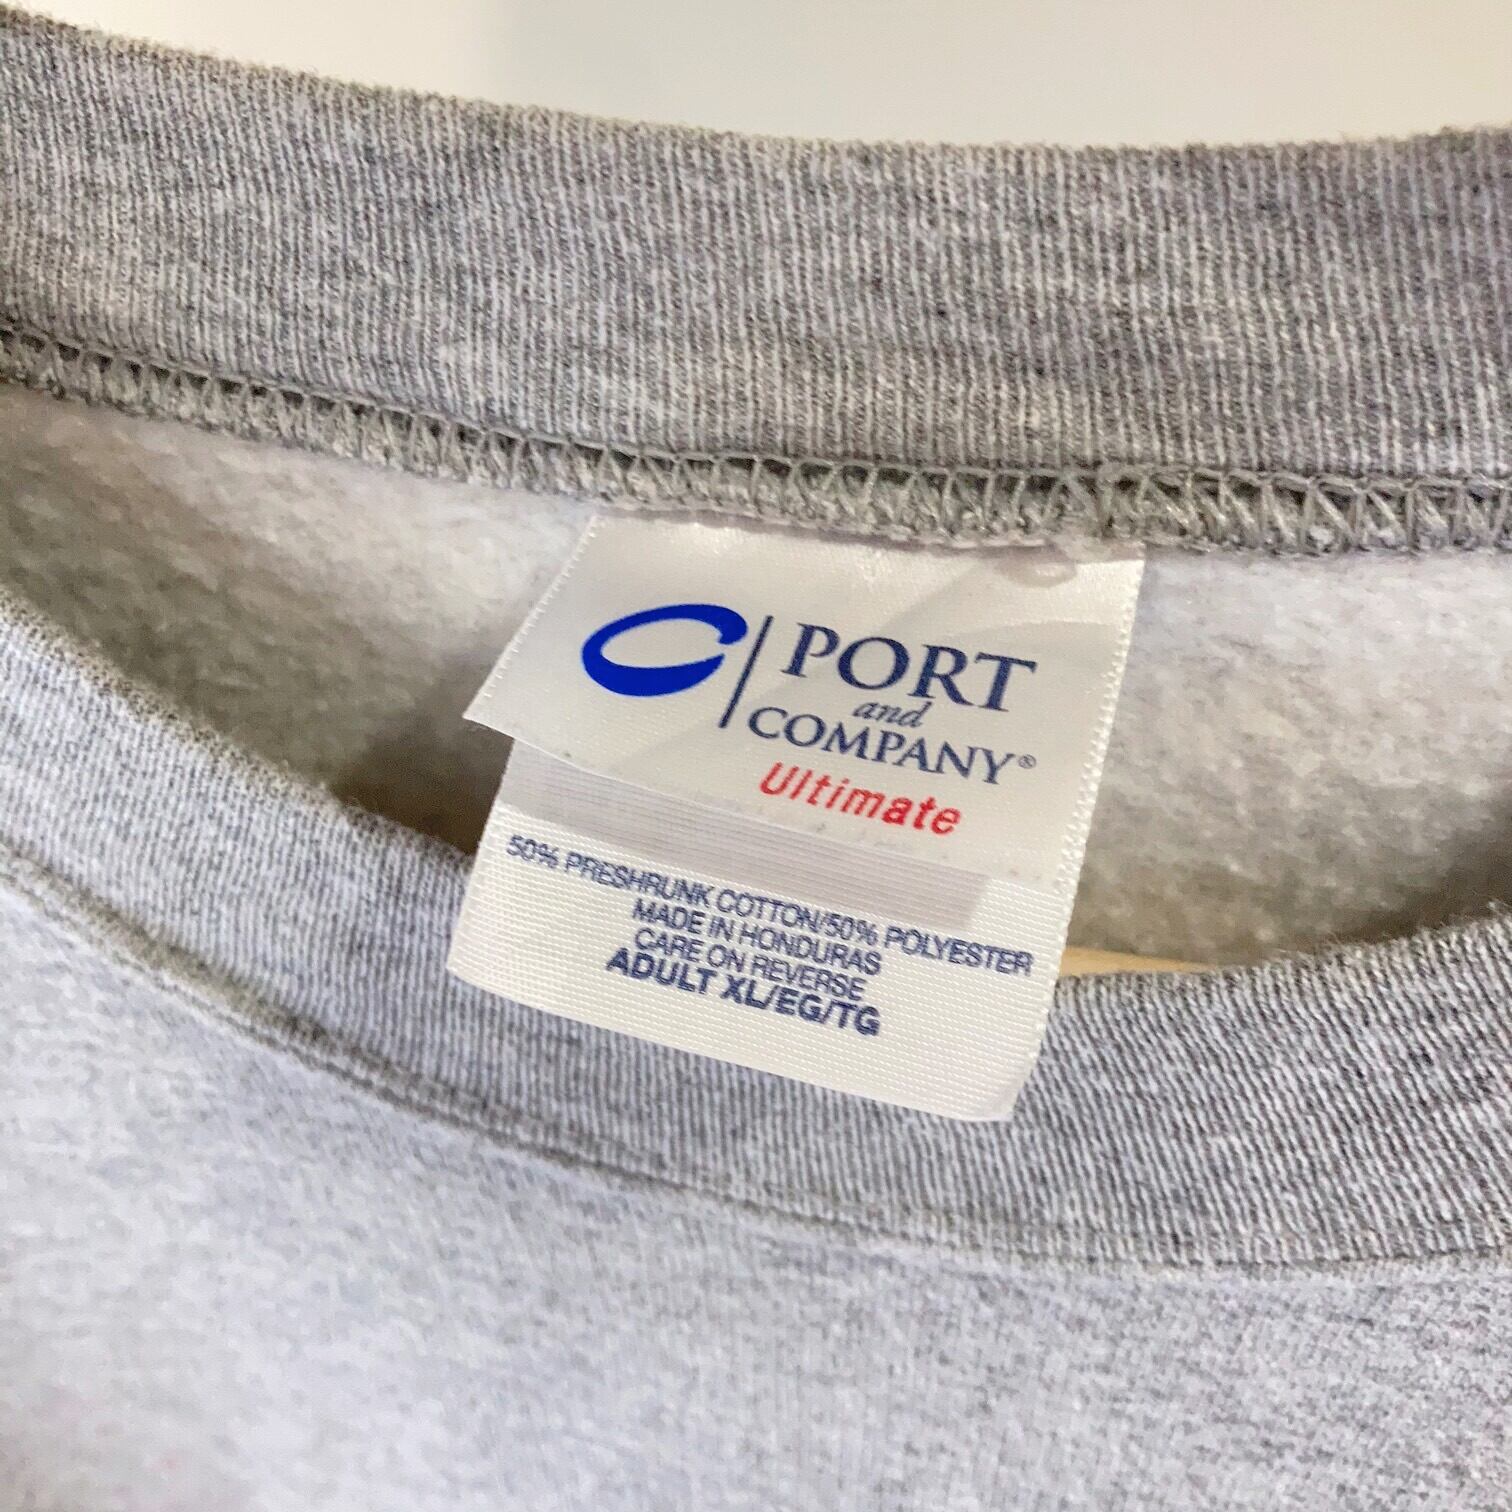 PORT
and
COMPANY®
Ultimate
50% PRESHRUNK COTTON/50% POLYESTER
MADE IN HONDURAS
CARE ON REVERSE
ADULT XL/EG/TG